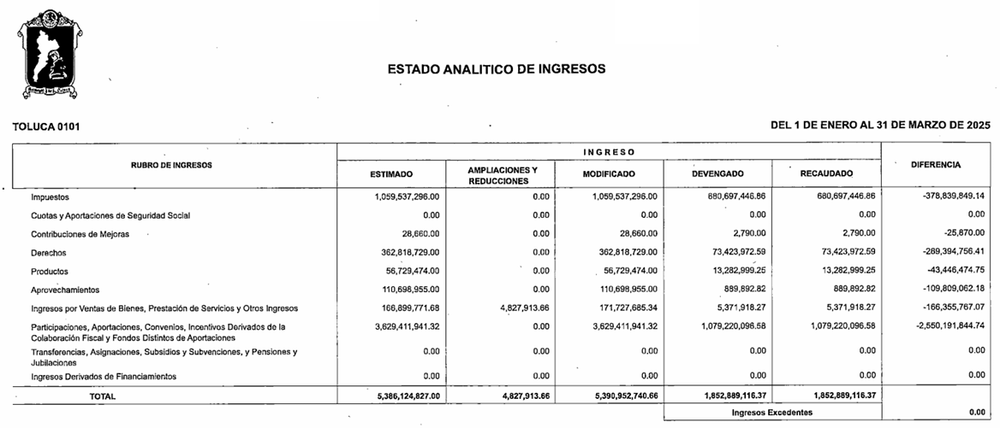 ESTADO ANALITICO DE INGRESOS
TOLUCA 0101
DEL 1 DE ENERO AL 31 DE MARZO DE 2025
RUBRO DE INGRESOS
INGRESO
DIFERENCIA
ESTIMADO
AMPLIACIONES Y
REDUCCIONES
MODIFICADO
DEVENGADO
RECAUDADO
Impuestos 1,059,537,296.00 0.00 1,059,537,296.00 680,697,446.86 680,697,446.86 -378,839,849.14
Cuotas y Aportaciones de Seguridad Social 0.00 0.00 0.00 0.00 0.00 0.00
Contribuciones de Mejoras 28,660.00 0.00 28,660.00 2,790.00 2,790.00 -25,870.00
Derechos 362,818,729.00 0.00 362,818,729.00 73,423,972.59 73,423,972.59 -289,394,756.41
Productos 56,729,474.00 0.00 56,729,474.00 13,282,999.25 13,282,999.25 -43,446,474.75
Aprovechamientos 110,698,955.00 0.00 110,698,955.00 889,892.82 889,892.82 -109,809,062.18
Ingresos por Ventas de Bienes, Prestación de Servicios y Otros Ingresos 166,899,771.68 4,827,913.66 171,727,685.34 5,371,918.27 5,371,918.27 -166,355,767.07
Participaciones, Aportaciones, Convenios, Incentivos Derivados de la 3,629,411,941.32 0.00 3,629,411,941.32 1,079,220,096.58 1,079,220,096.58 -2,550,191,844.74
Colaboración Fiscal y Fondos Distintos de Aportaciones
Transferencias, Asignaciones, Subsidios y Subvenciones, y Pensiones y 0.00 0.00 0.00 0.00 0.00 0.00
Jubilaciones
Ingresos Derivados de Financiamientos 0.00 0.00 0.00 0.00 0.00 0.00
TOTAL 5,386,124,827.00 4,827,913.66 5,390,952,740.66 1,852,889,116.37 1,852,889,116.37
Ingresos Excedentes 0.00